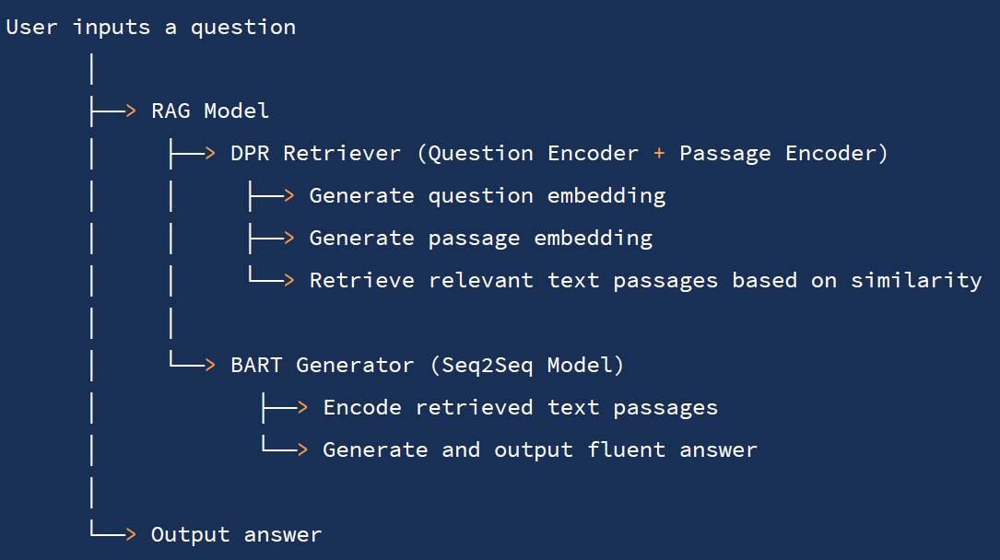 User inputs a question
│
├──> RAG Model
│     ├──> DPR Retriever (Question Encoder + Passage Encoder)
│     │     ├──> Generate question embedding
│     │     ├──> Generate passage embedding
│     │     └──> Retrieve relevant text passages based on similarity
│     │
│     └──> BART Generator (Seq2Seq Model)
│            ├──> Encode retrieved text passages
│            └──> Generate and output fluent answer
│
└──> Output answer